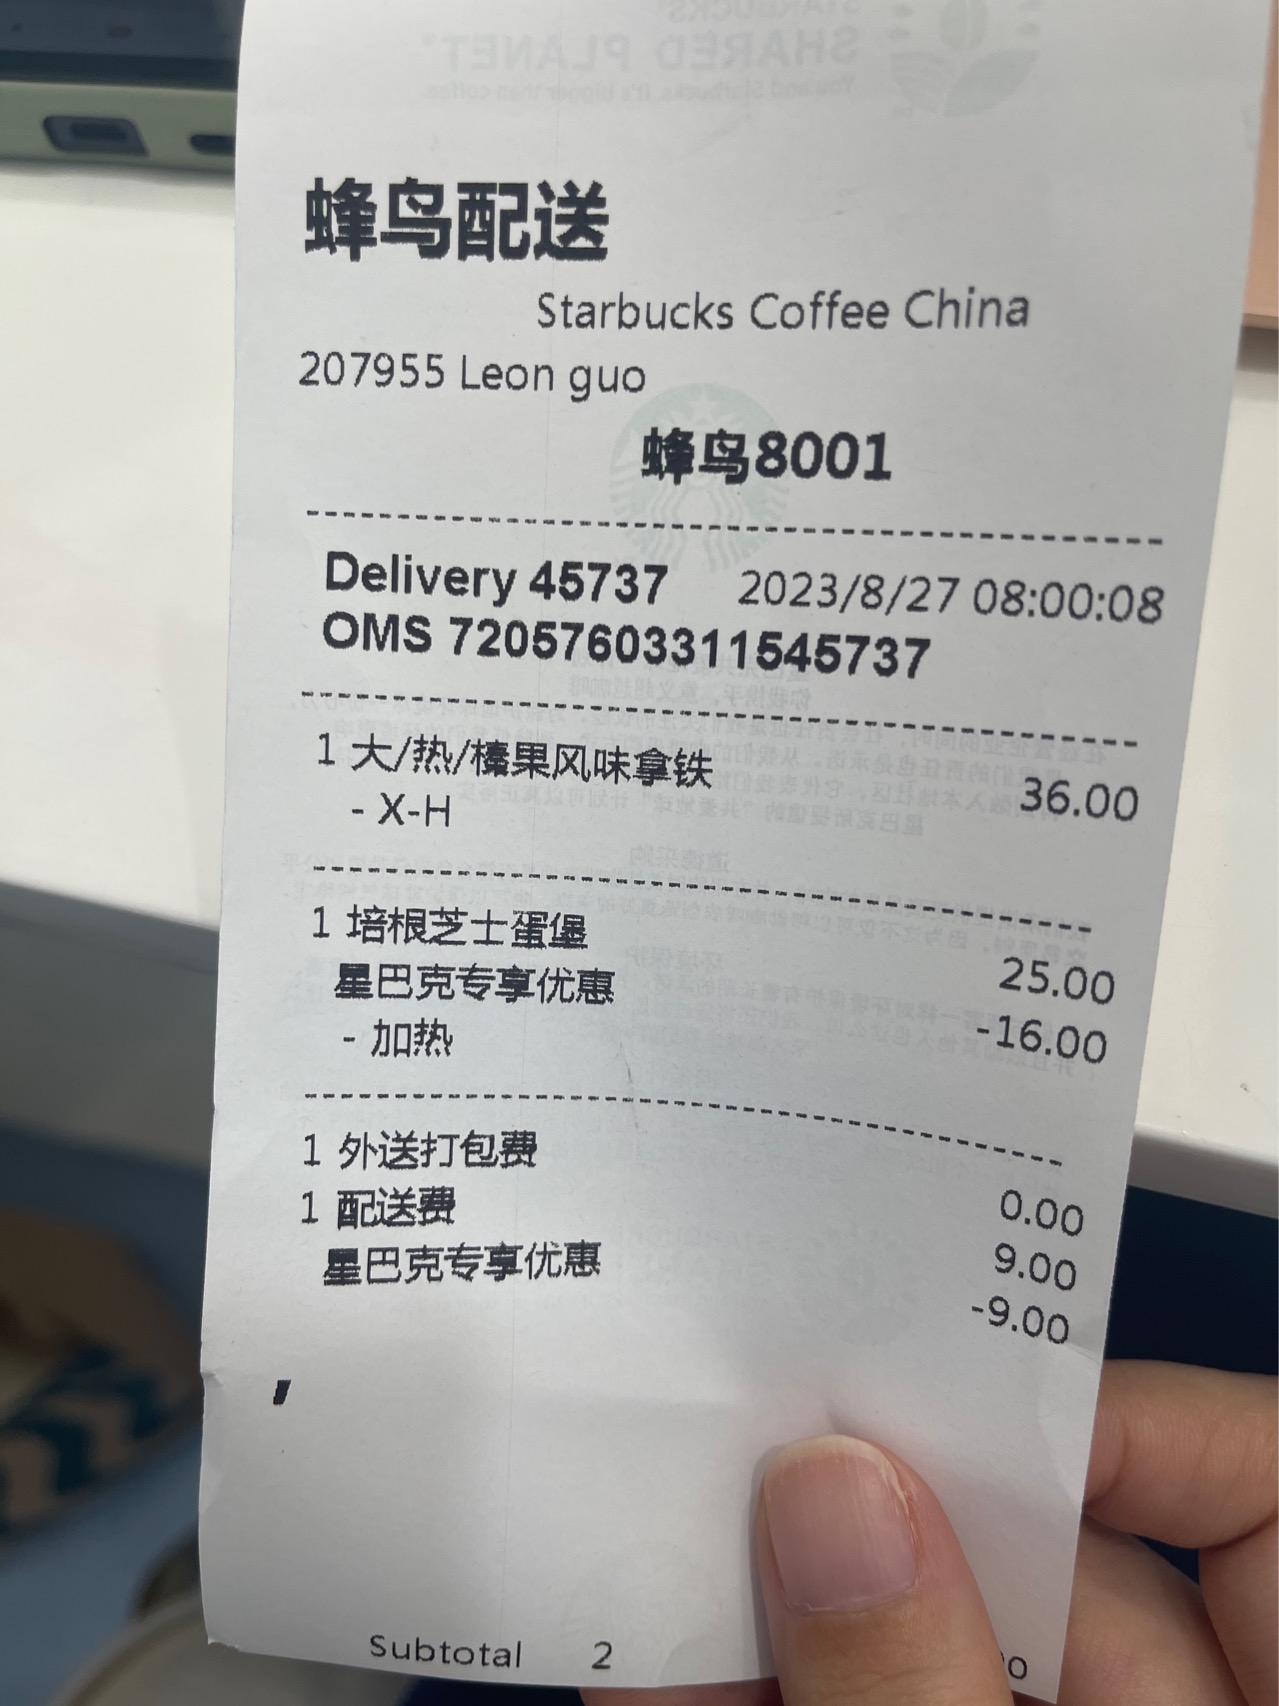 蜂鸟配送
Starbucks Coffee China
207955 Leon guo
蜂鸟8001
Delivery 45737 2023/8/27 08:00:08
OMS 72057603311545737
1 大/热/榛果风味拿铁 36.00
- X-H
1 培根芝士蛋堡 25.00
星巴克专享优惠 -16.00
- 加热
1 外送打包费 0.00
1 配送费 9.00
星巴克专享优惠 -9.00
Subtotal 2